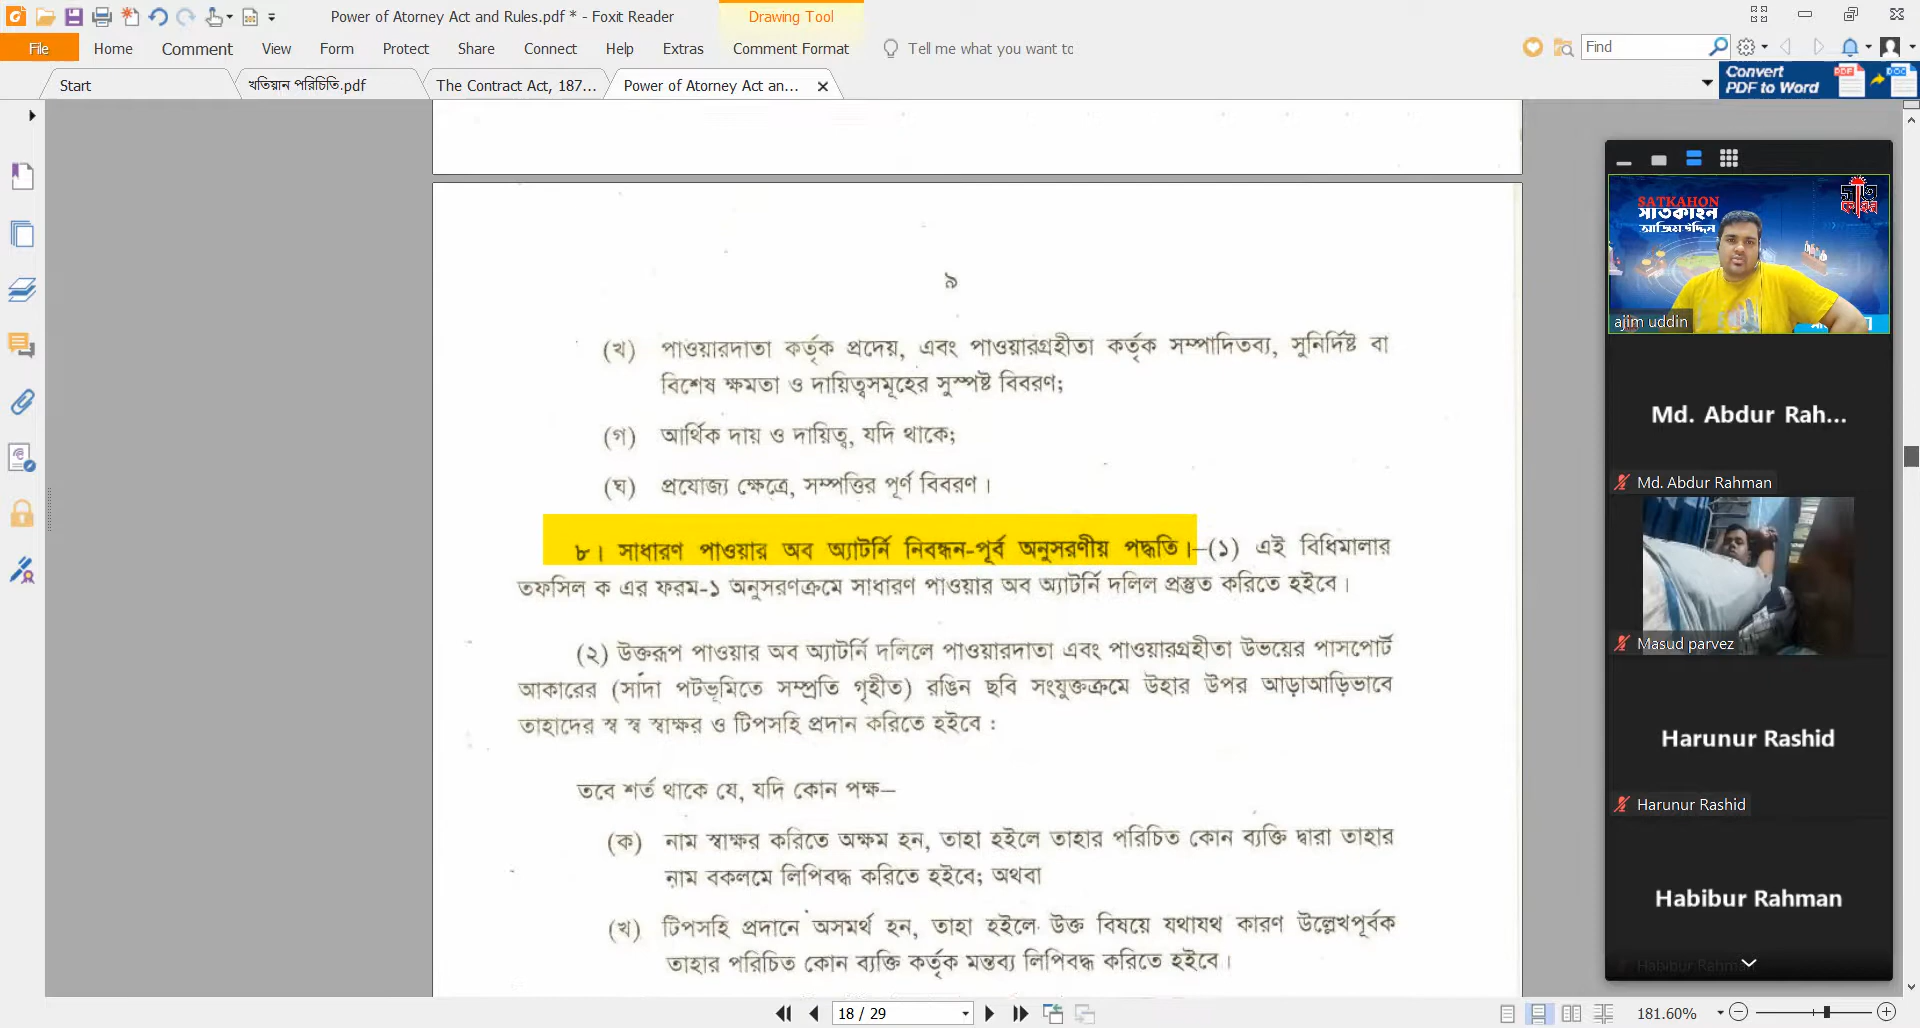 Power of Atorney Act and Rules.pdf * - Foxit Reader
Drawing Tool
File
Home
Comment
View
Form
Protect
Share
Connect
Help
Extras
Comment Format
Tell me what you want to
Find
Start
খতিয়ান পরিচিতি.pdf
The Contract Act, 187...
Power of Atorney Act an...
Convert
PDF to Word
৯
(খ) পাওয়ারদাতা কর্তৃক প্রদেয়, এবং পাওয়ারগ্রহীতা কর্তৃক সম্পাদিতব্য, সুনির্দিষ্ট বা
বিশেষ ক্ষমতা ও দায়িত্বসমূহের সুস্পষ্ট বিবরণ;
(গ) আর্থিক দায় ও দায়িত্ব, যদি থাকে;
(ঘ) প্রযোজ্য ক্ষেত্রে, সম্পত্তির পূর্ণ বিবরণ।
৮। সাধারণ পাওয়ার অব অ্যাটর্নি নিবন্ধন-পূর্ব অনুসরণীয় পদ্ধতি।–(১) এই বিধিমালার
তফসিল ক এর ফরম-১ অনুসরণক্রমে সাধারণ পাওয়ার অব অ্যাটর্নি দলিল প্রস্তুত করিতে হইবে।
(২) উক্তরূপ পাওয়ার অব অ্যাটর্নি দলিলে পাওয়ারদাতা এবং পাওয়ারগ্রহীতা উভয়ের পাসপোর্ট
আকারের (সাদা পটভূমিতে সম্প্রতি গৃহীত) রঙিন ছবি সংযুক্তক্রমে উহার উপর আড়াআড়িভাবে
তাহাদের স্ব স্ব স্বাক্ষর ও টিপসহি প্রদান করিতে হইবে :
তবে শর্ত থাকে যে, যদি কোন পক্ষ–
(ক) নাম স্বাক্ষর করিতে অক্ষম হন, তাহা হইলে তাহার পরিচিত কোন ব্যক্তি দ্বারা তাহার
নাম বকলমে লিপিবদ্ধ করিতে হইবে; অথবা
(খ) টিপসহি প্রদানে অসমর্থ হন, তাহা হইলে উক্ত বিষয়ে যথাযথ কারণ উল্লেখপূর্বক
তাহার পরিচিত কোন ব্যক্তি কর্তৃক মন্তব্য লিপিবদ্ধ করিতে হইবে।
SATKAHON
সাতকাহন
আজিম উদ্দিন
ajim uddin
Md. Abdur Rah...
Md. Abdur Rahman
Masud parvez
Harunur Rashid
Harunur Rashid
Habibur Rahman
Habibur Rahman
18 / 29
181.60%